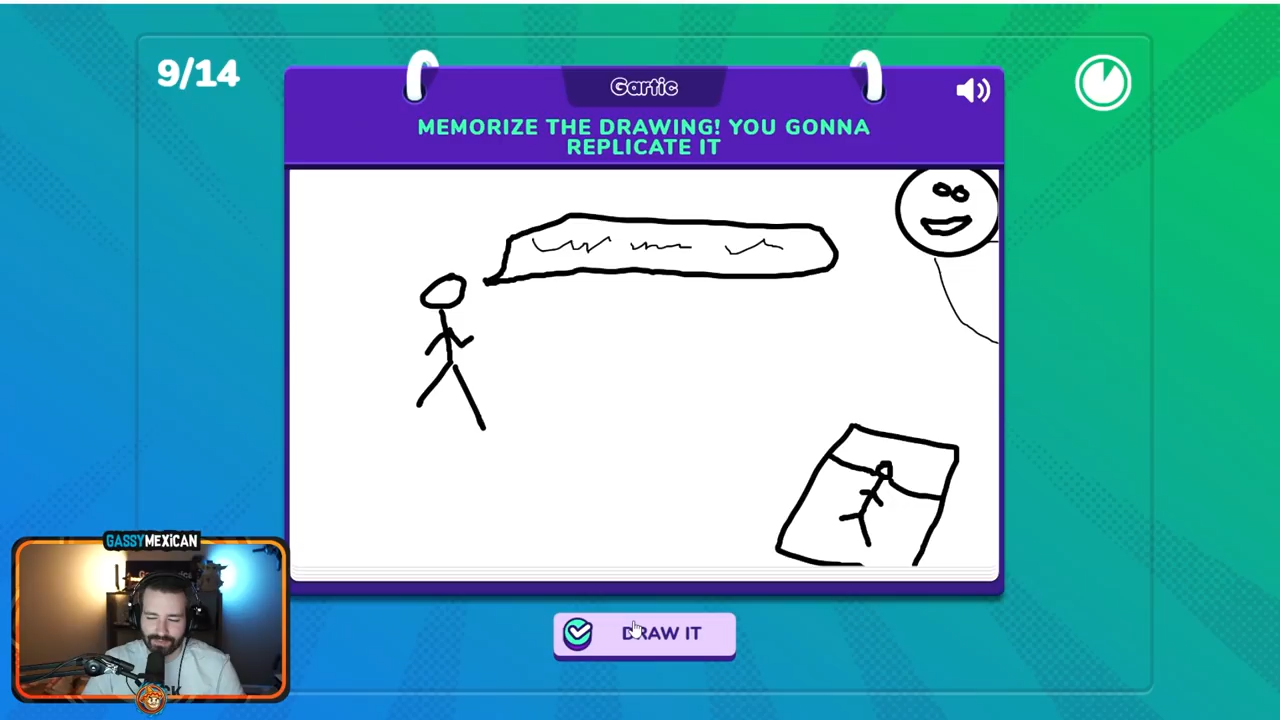 9/14
Gartic
MEMORIZE THE DRAWING! YOU GONNA
REPLICATE IT
GASSYMEXICAN
DRAW IT